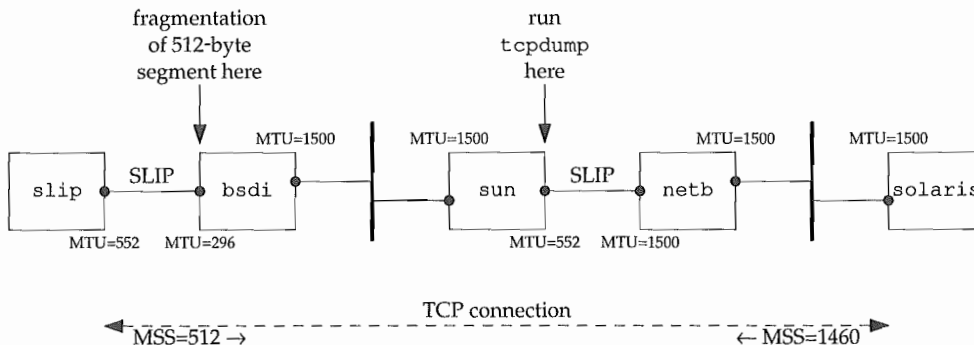 fragmentation
of 512-byte
segment here
run
tcpdump
here
MTU=1500
MTU=1500
MTU=1500
MTU=1500
slip
SLIP
bsdi
sun
SLIP
netb
solaris
MTU=552
MTU=296
MTU=552
MTU=1500
TCP connection
MSS=512 →
← MSS=1460